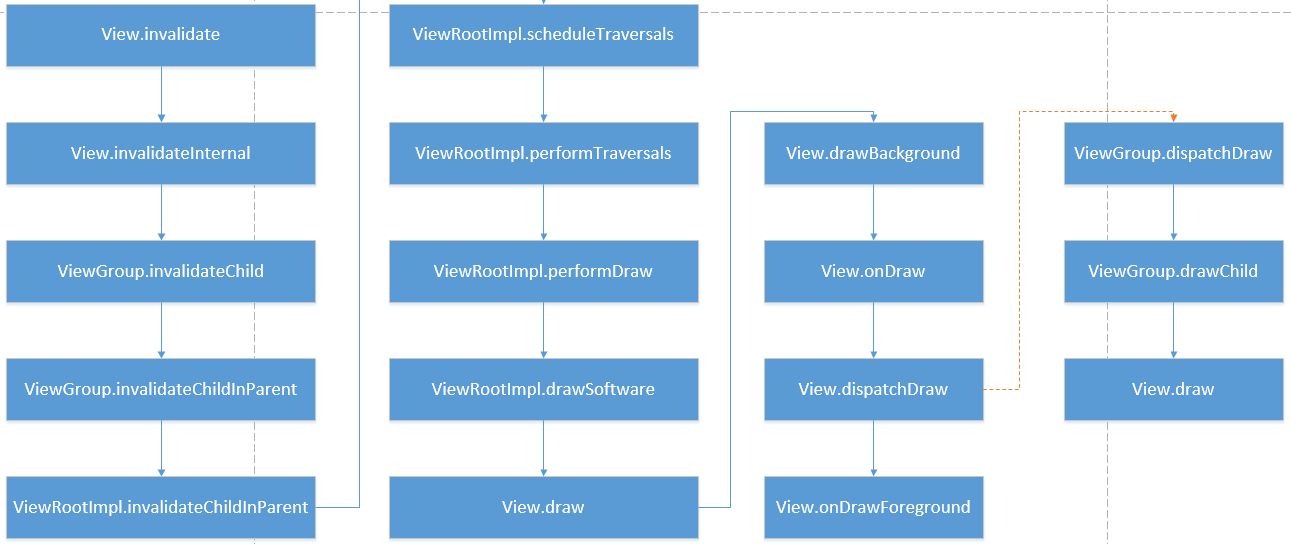 View.invalidate
View.invalidateInternal
ViewGroup.invalidateChild
ViewGroup.invalidateChildInParent
ViewRootImpl.invalidateChildInParent
ViewRootImpl.scheduleTraversals
ViewRootImpl.performTraversals
ViewRootImpl.performDraw
ViewRootImpl.drawSoftware
View.draw
View.drawBackground
View.onDraw
View.dispatchDraw
View.onDrawForeground
ViewGroup.dispatchDraw
ViewGroup.drawChild
View.draw